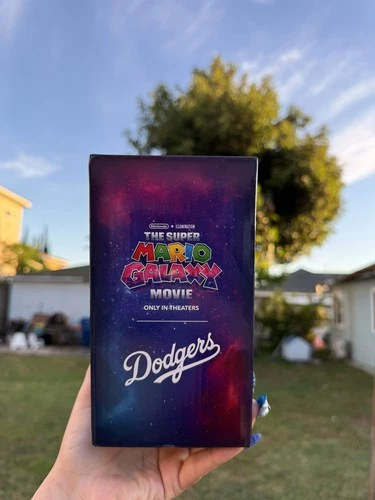 Nintendo ILLUMINATION
THE SUPER
MARIO
GALAXY
MOVIE
ONLY IN THEATERS
Dodgers